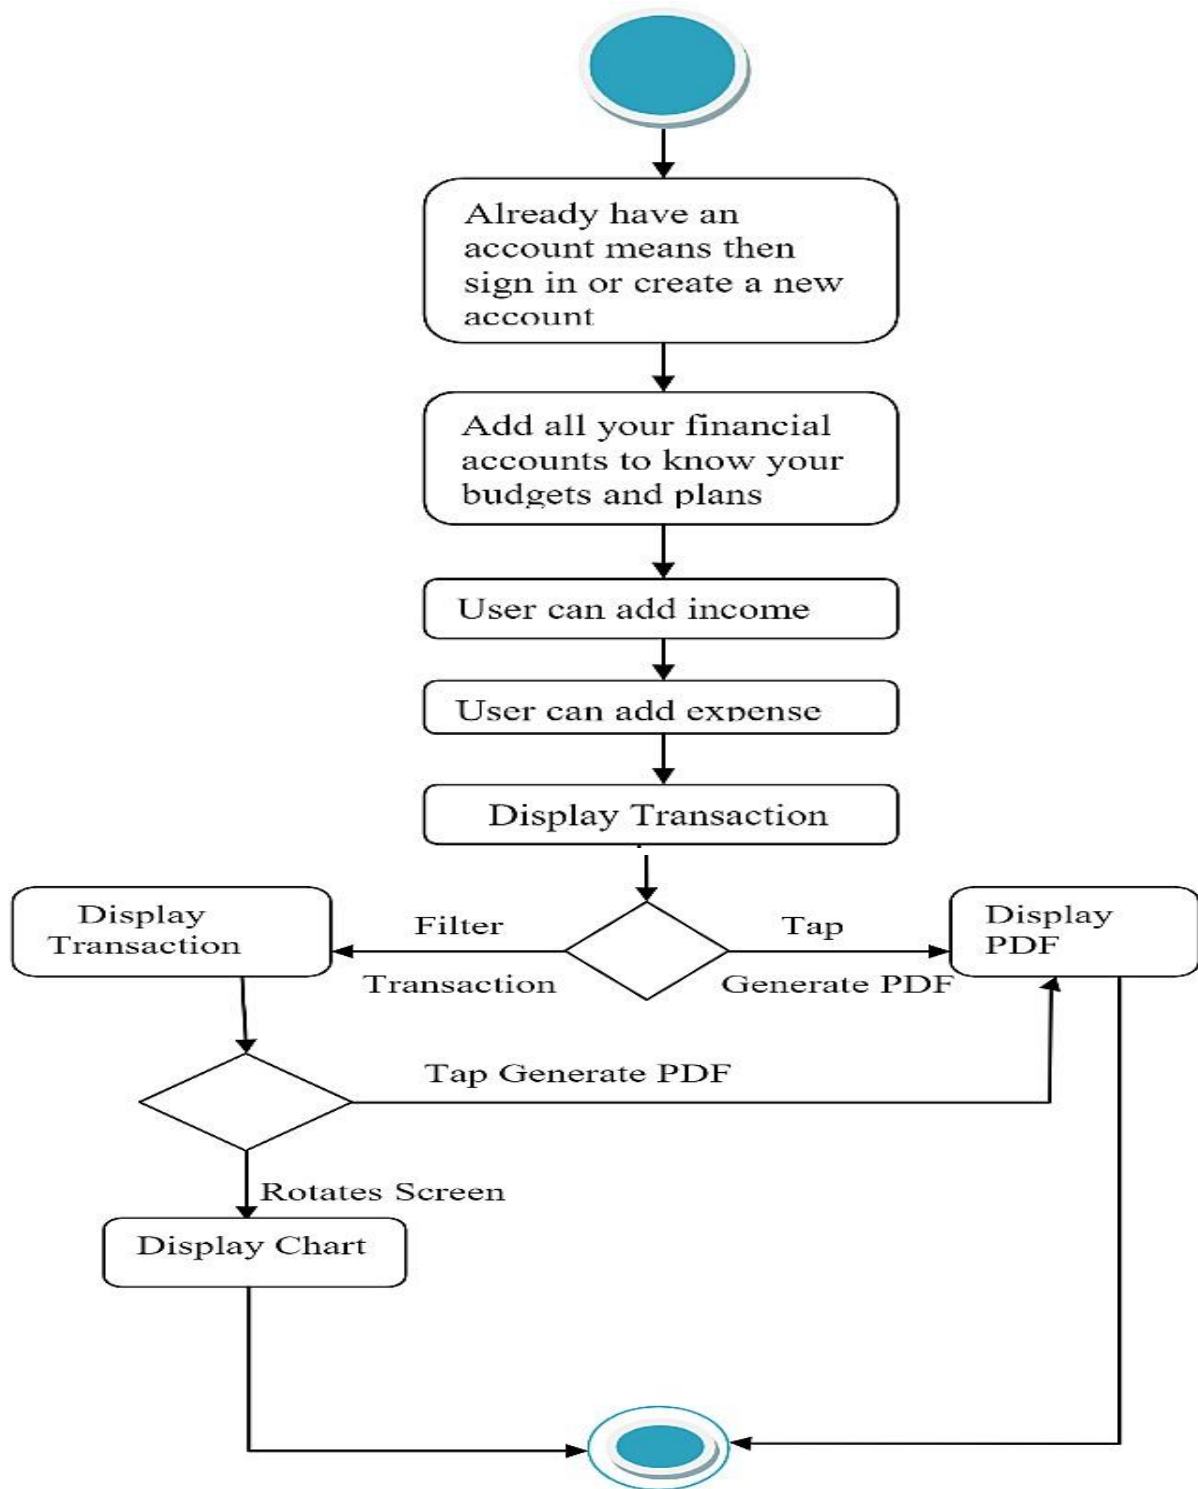 Already have an
account means then
sign in or create a new
account
Add all your financial
accounts to know your
budgets and plans
User can add income
User can add expense
Display Transaction
Display
Transaction
Filter
Transaction
Tap
Generate PDF
Display
PDF
Tap Generate PDF
Rotates Screen
Display Chart